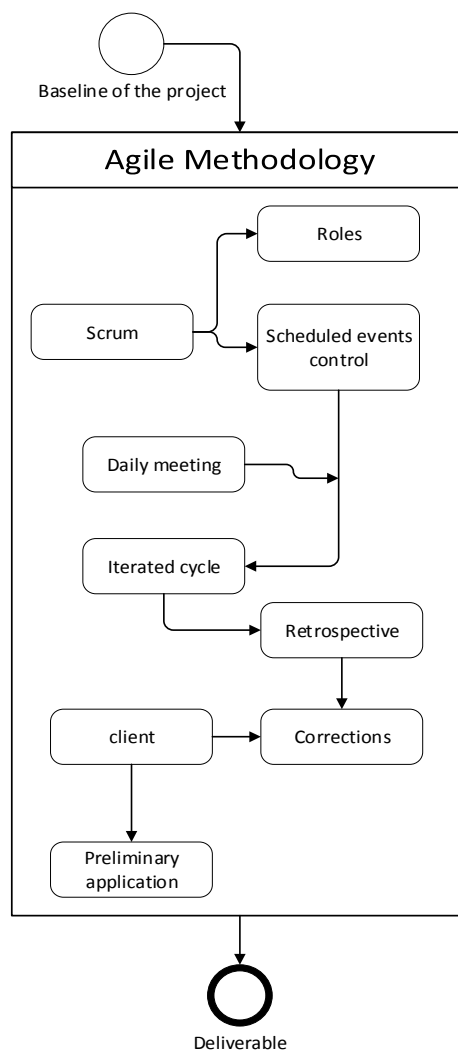 Baseline of the project
Agile Methodology
Roles
Scrum
Scheduled events
control
Daily meeting
Iterated cycle
Retrospective
client
Corrections
Preliminary
application
Deliverable